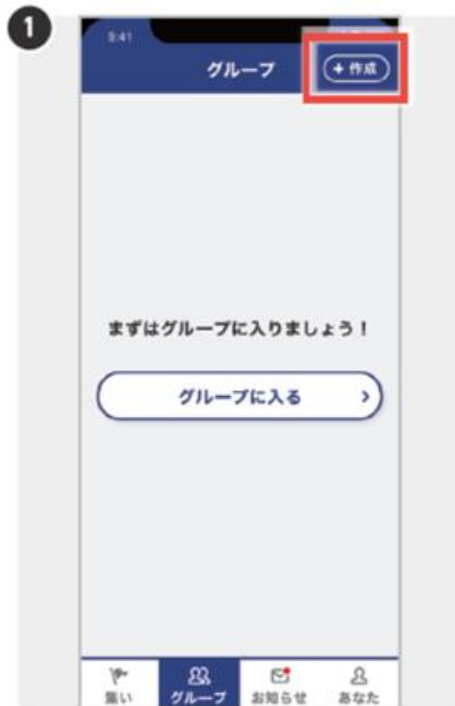 1
9:41
グループ
+ 作成
まずはグループに入りましょう！
グループに入る
集い グループ お知らせ あなた